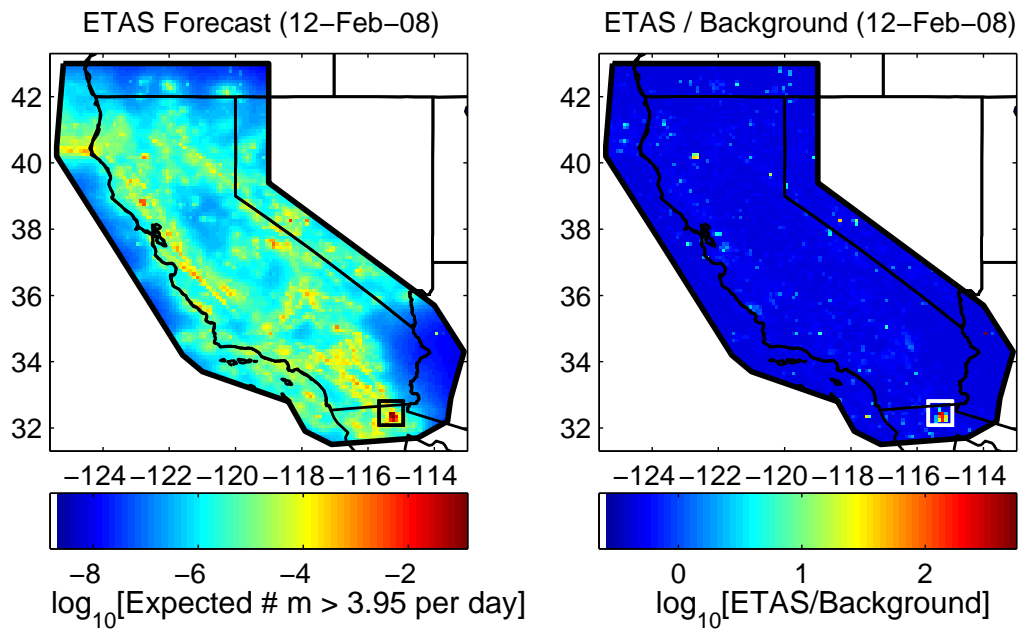 ETAS Forecast (12−Feb−08)
42
40
38
36
34
32
−124 −122 −120 −118 −116 −114
−8 −6 −4 −2
log10[Expected # m > 3.95 per day]
ETAS / Background (12−Feb−08)
42
40
38
36
34
32
−124 −122 −120 −118 −116 −114
0 1 2
log10[ETAS/Background]